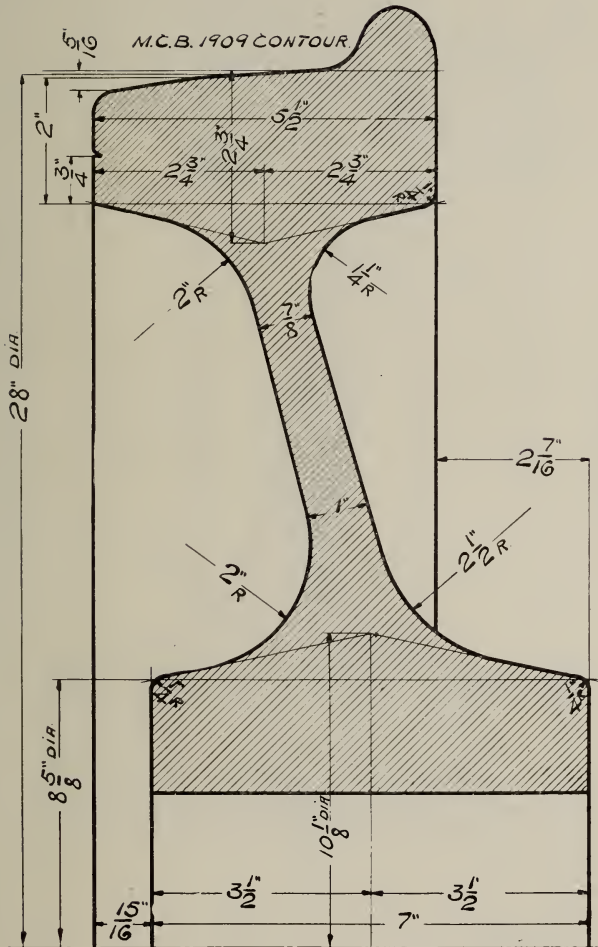 M.C.B. 1909 CONTOUR.
5/16"
2"
5 1/2"
2 3/4"
2 3/4"
2 3/4"
3/4"
1/4" R
2" R
1 1/4" R
7/8"
28" DIA
2 7/16"
1"
2" R
2 1/2" R
1/4" R
1/4"
8 5/8" DIA
10 1/8" DIA.
3 1/2"
3 1/2"
15/16"
7"